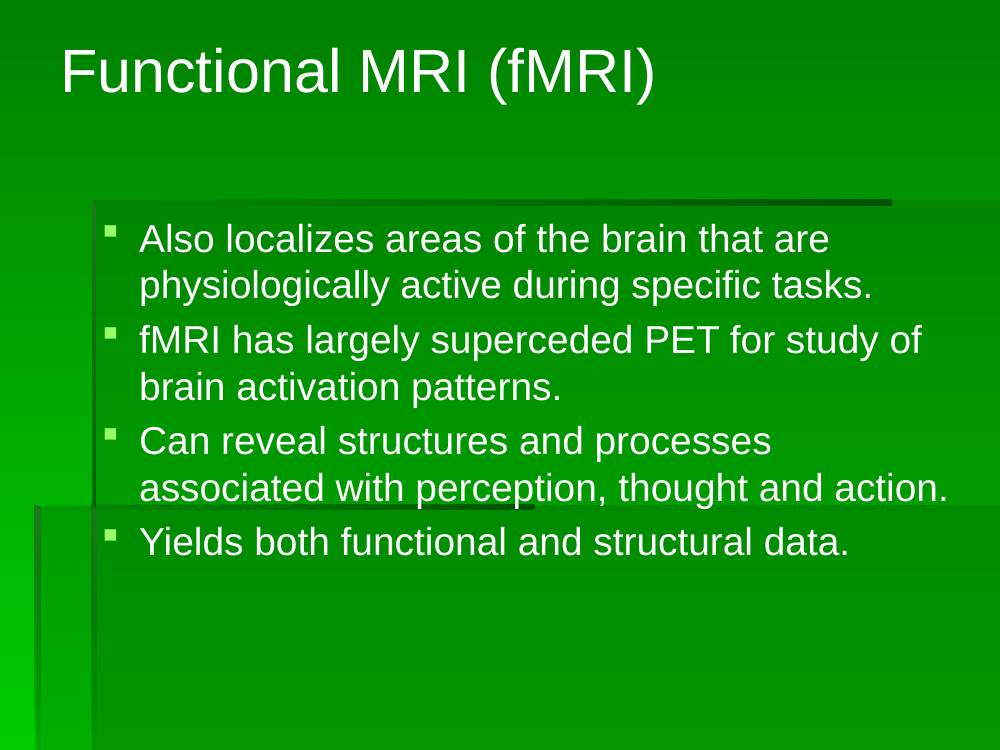 Functional MRI (fMRI)
Also localizes areas of the brain that are
physiologically active during specific tasks.
fMRI has largely superceded PET for study of
brain activation patterns.
Can reveal structures and processes
associated with perception, thought and action.
Yields both functional and structural data.